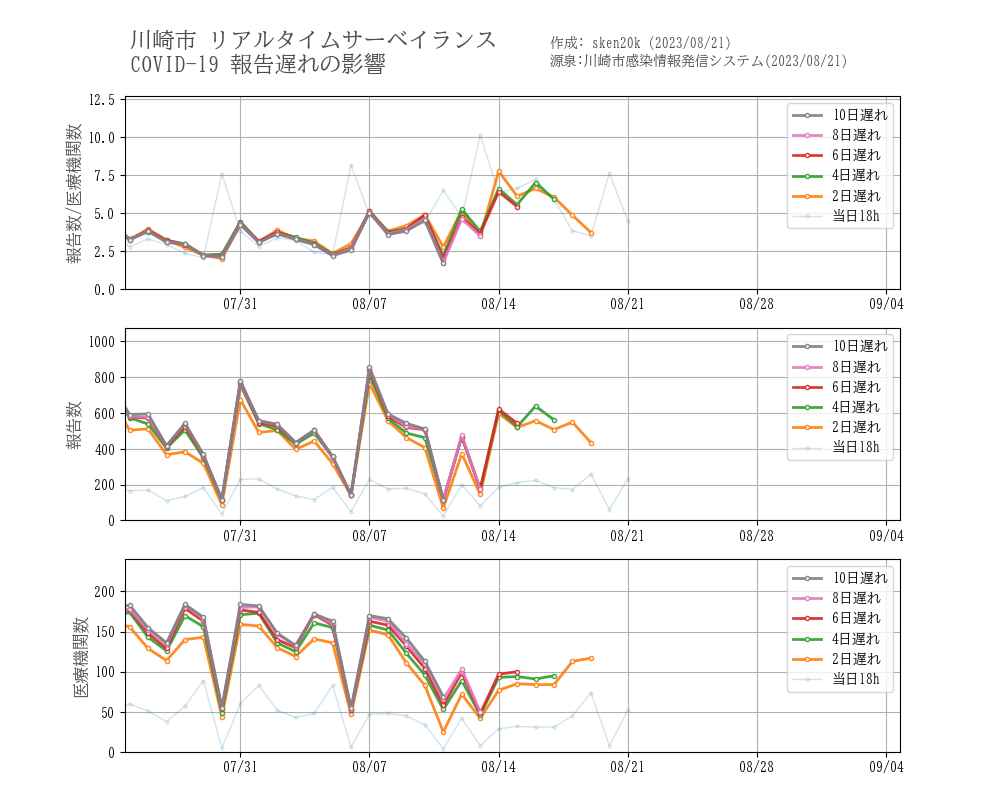 川崎市 リアルタイムサーベイランス
COVID-19 報告遅れの影響
作成: sken20k (2023/08/21)
源泉:川崎市感染情報発信システム(2023/08/21)
報告数/医療機関数
12.5
10.0
7.5
5.0
2.5
0.0
10日遅れ
8日遅れ
6日遅れ
4日遅れ
2日遅れ
当日18h
07/31 08/07 08/14 08/21 08/28 09/04
報告数
1000
800
600
400
200
0
10日遅れ
8日遅れ
6日遅れ
4日遅れ
2日遅れ
当日18h
07/31 08/07 08/14 08/21 08/28 09/04
医療機関数
200
150
100
50
0
10日遅れ
8日遅れ
6日遅れ
4日遅れ
2日遅れ
当日18h
07/31 08/07 08/14 08/21 08/28 09/04